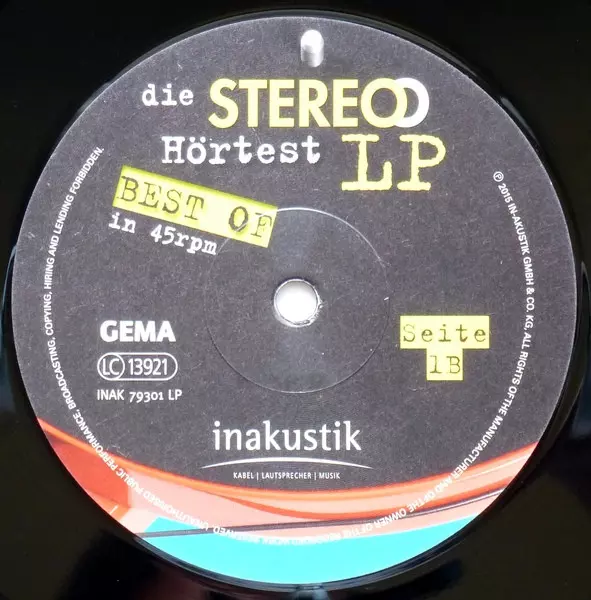 die STEREO
Hörtest LP
BEST OF
in 45rpm
GEMA
LC 13921
INAK 79301 LP
Seite
1B
inakustik
KABEL | LAUTSPRECHER | MUSIK
℗ 2015 IN-AKUSTIK GMBH & CO. KG. ALL RIGHTS OF THE MANUFACTURER AND OF THE OWNER OF THE RECORDED WORKS RESERVED. UNAUTHORISED PUBLIC PERFORMANCE, BROADCASTING, COPYING, HIRING AND LENDING FORBIDDEN.